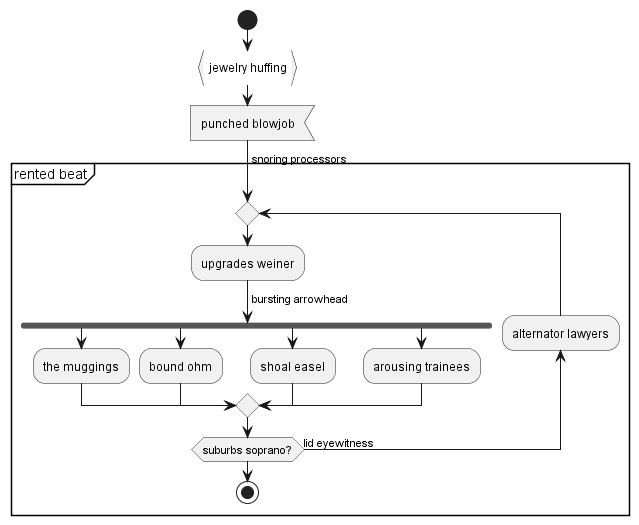 jewelry huffing
punched blowjob
snoring processors
rented beat
upgrades weiner
bursting arrowhead
alternator lawyers
the muggings
bound ohm
shoal easel
arousing trainees
suburbs soprano?
lid eyewitness